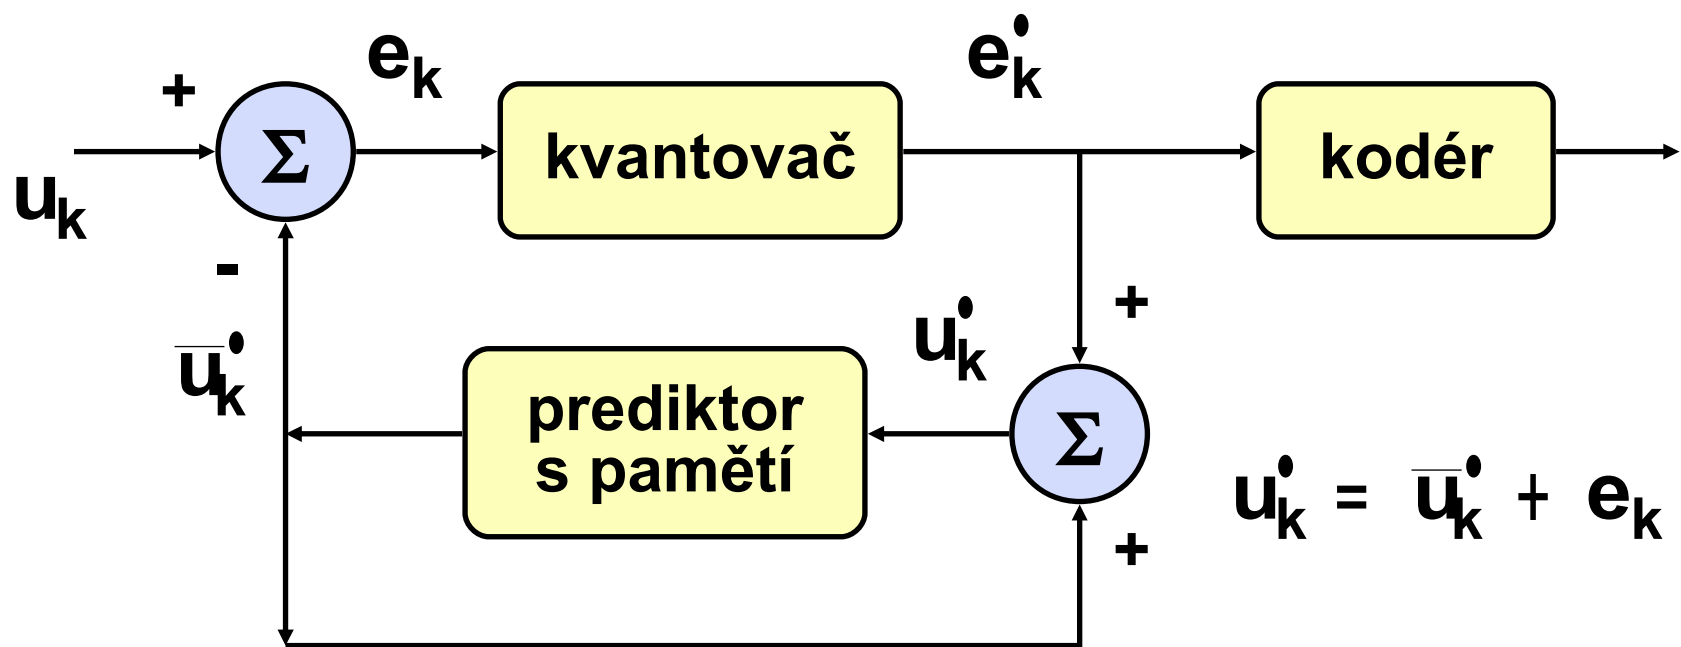 e_k
e•_k
+
Σ
kvantovač
kodér
u_k
-
+
u•_k
ū•_k
prediktor
s pamětí
Σ
u•_k = ū•_k + e_k
+